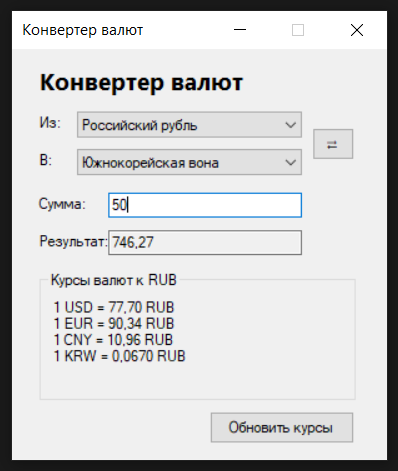 Конвертер валют
Конвертер валют
Из: Российский рубль
⇄
В: Южнокорейская вона
Сумма: 50
Результат: 746,27
Курсы валют к RUB
1 USD = 77,70 RUB
1 EUR = 90,34 RUB
1 CNY = 10,96 RUB
1 KRW = 0,0670 RUB
Обновить курсы